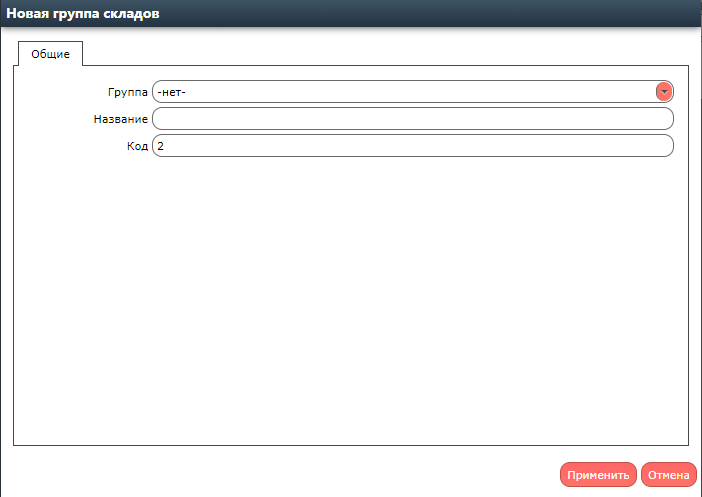 Новая группа складов
Общие
Группа -нет-
Название
Код 2
Применить Отмена